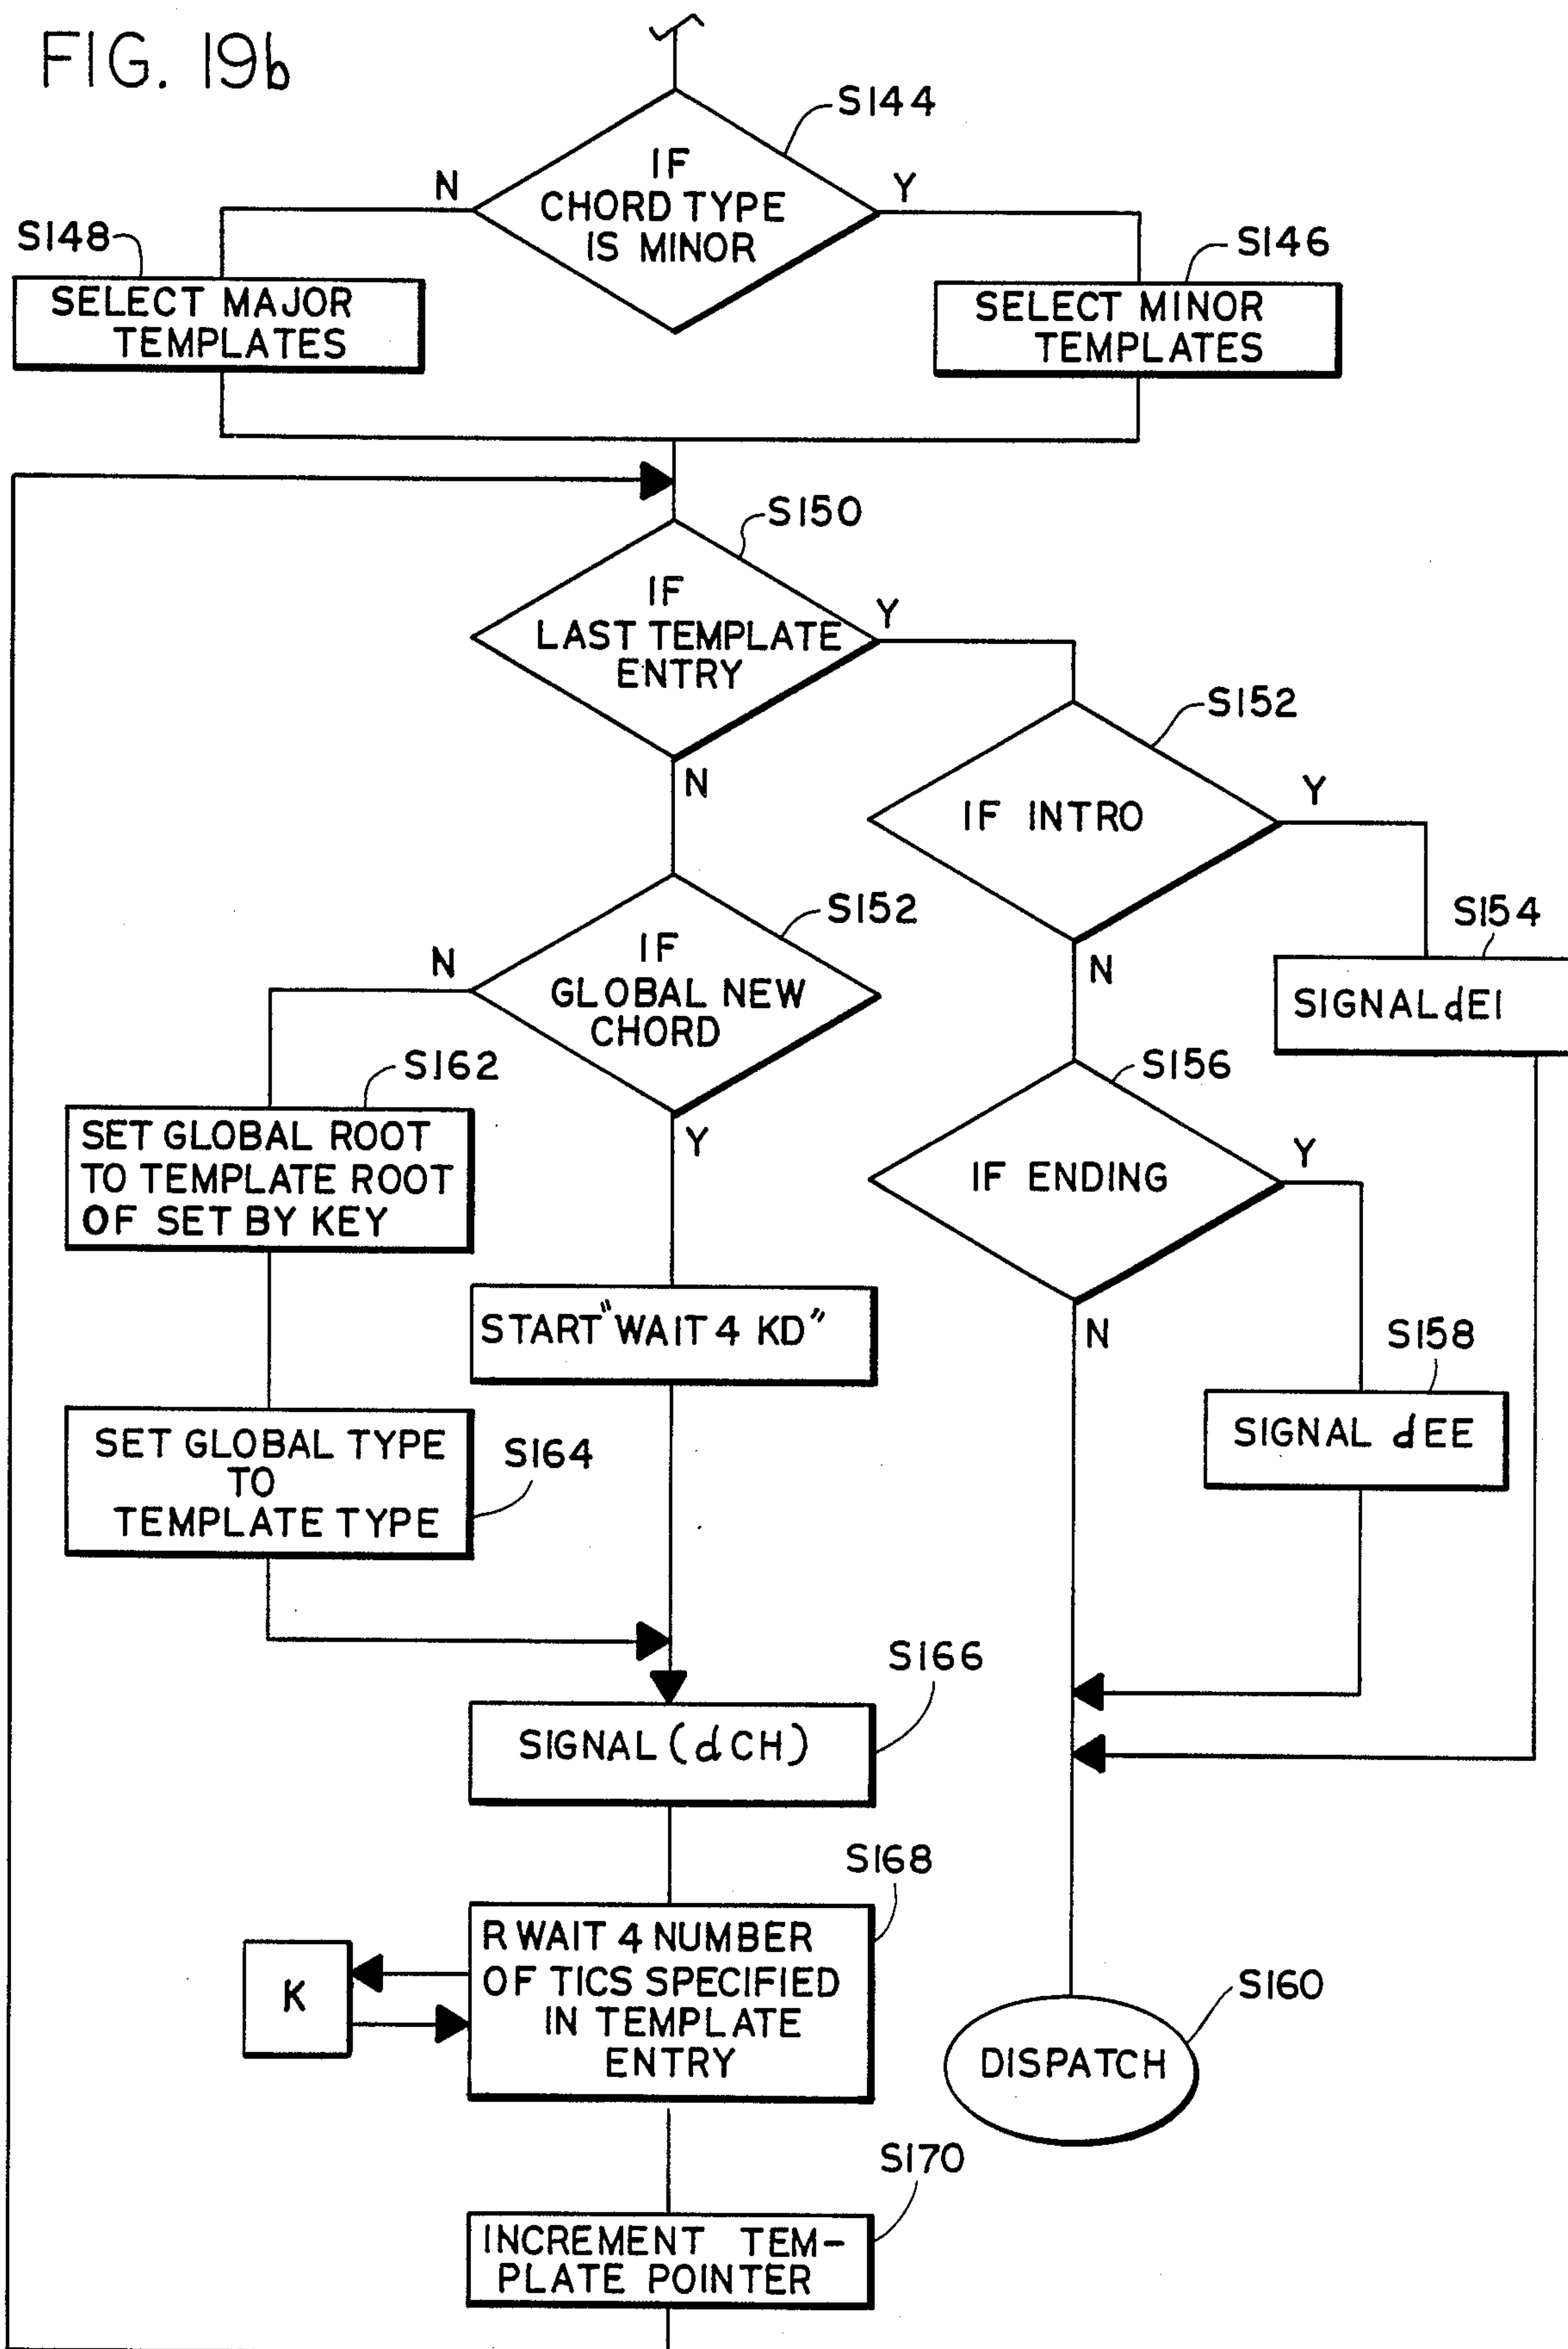 FIG. 19b
S144
IF
CHORD TYPE
IS MINOR
N
Y
S148
SELECT MAJOR
TEMPLATES
S146
SELECT MINOR
TEMPLATES
S150
IF
LAST TEMPLATE
ENTRY
Y
N
S152
IF INTRO
Y
N
S154
SIGNAL dEI
S152
IF
GLOBAL NEW
CHORD
N
Y
S162
SET GLOBAL ROOT
TO TEMPLATE ROOT
OF SET BY KEY
S156
IF ENDING
Y
N
START "WAIT 4 KD"
S158
SIGNAL dEE
SET GLOBAL TYPE
TO
TEMPLATE TYPE
S164
S166
SIGNAL (dCH)
S168
RWAIT 4 NUMBER
OF TICS SPECIFIED
IN TEMPLATE
ENTRY
K
S160
DISPATCH
S170
INCREMENT TEM-
PLATE POINTER